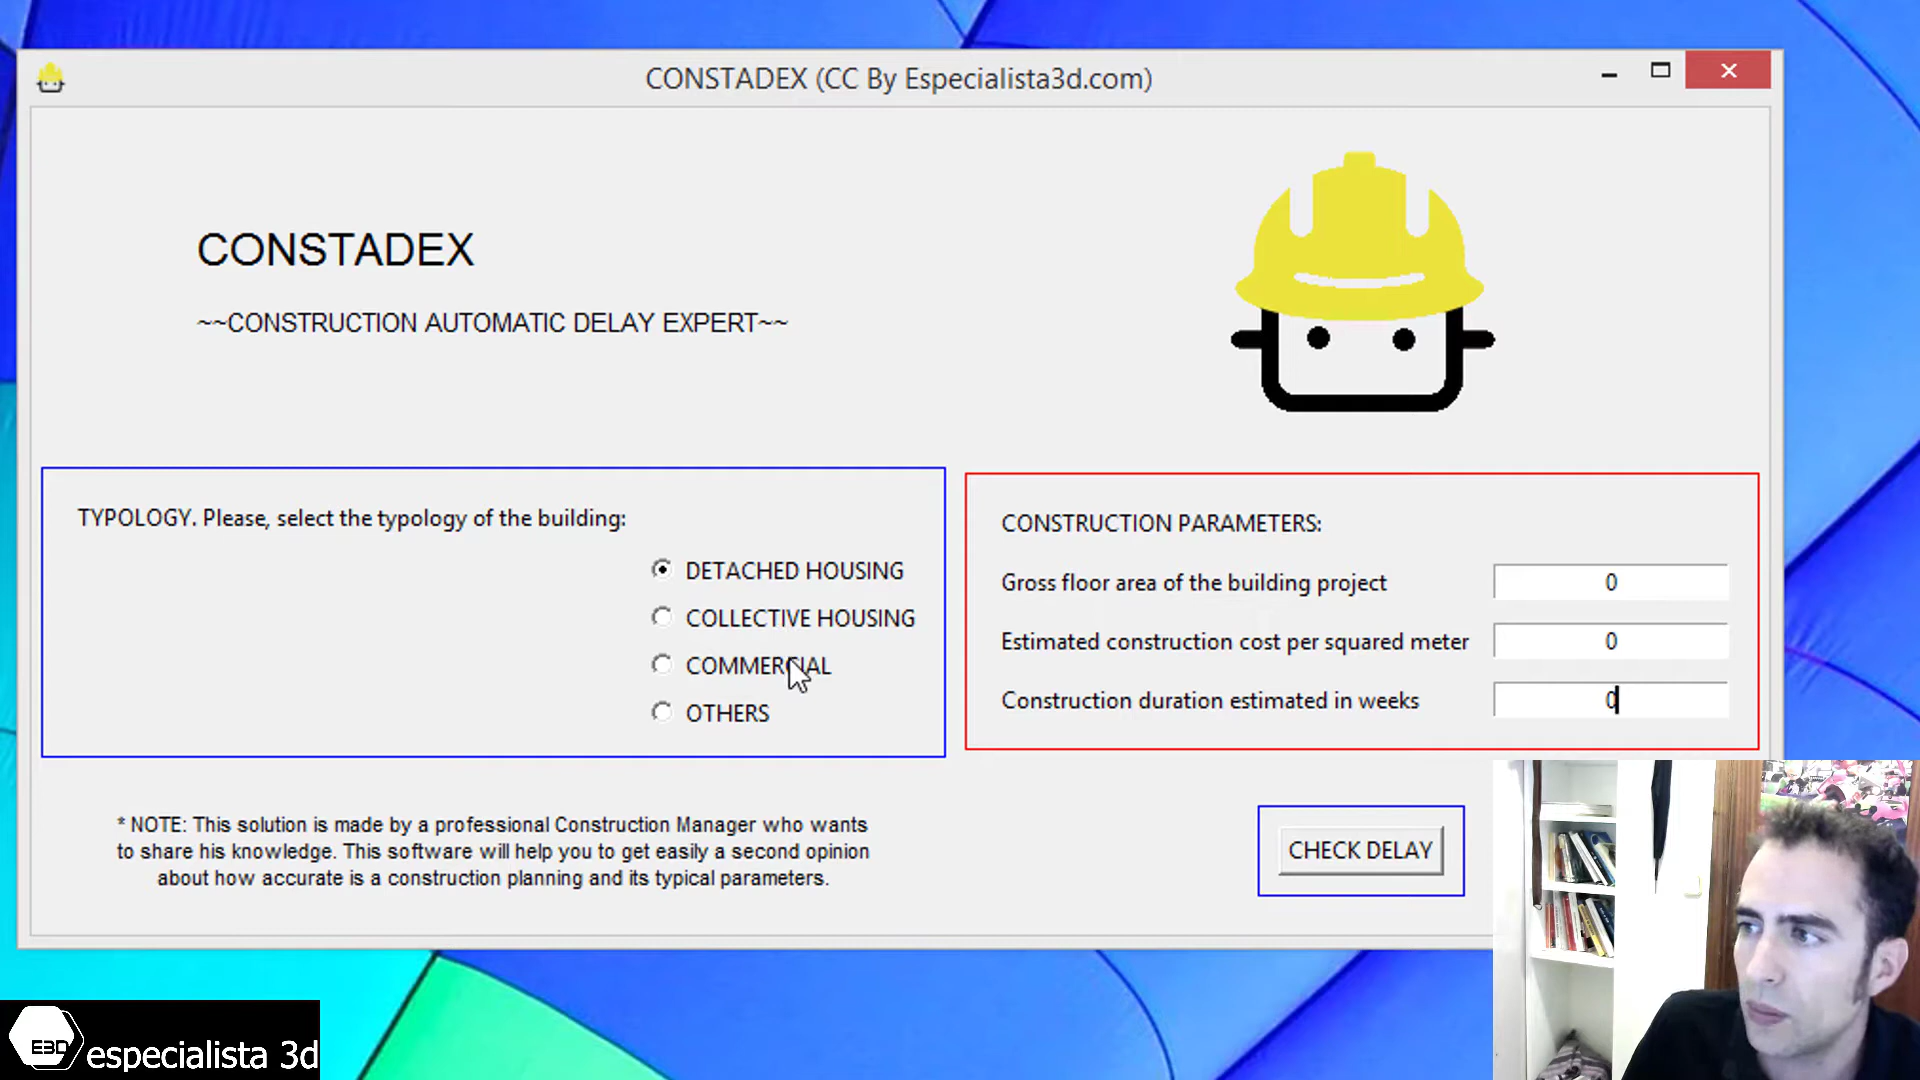 CONSTADEX (CC By Especialista3d.com)
CONSTADEX
~~CONSTRUCTION AUTOMATIC DELAY EXPERT~~
TYPOLOGY. Please, select the typology of the building:
DETACHED HOUSING
COLLECTIVE HOUSING
COMMERCIAL
OTHERS
CONSTRUCTION PARAMETERS:
Gross floor area of the building project 0
Estimated construction cost per squared meter 0
Construction duration estimated in weeks 0
* NOTE: This solution is made by a professional Construction Manager who wants
to share his knowledge. This software will help you to get easily a second opinion
about how accurate is a construction planning and its typical parameters.
CHECK DELAY
E3D especialista 3d